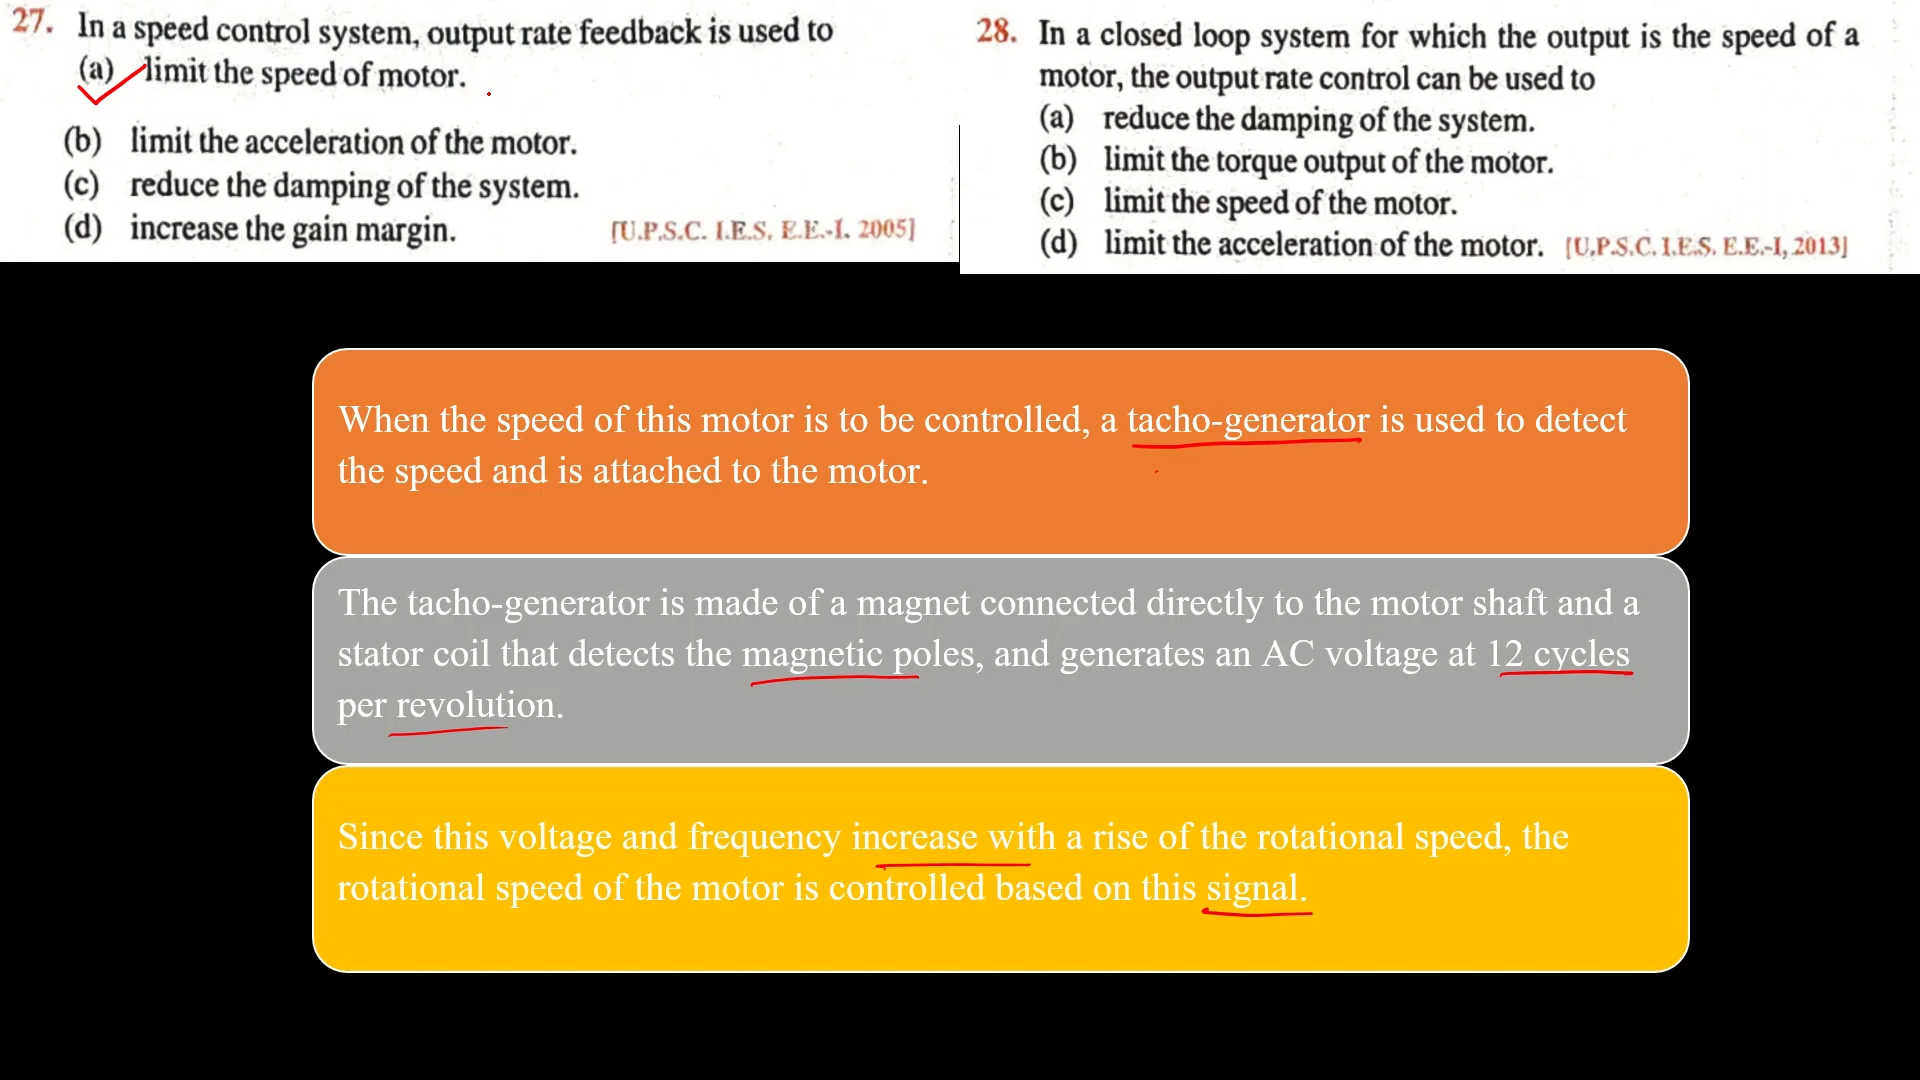 27. In a speed control system, output rate feedback is used to
(a) limit the speed of motor.
(b) limit the acceleration of the motor.
(c) reduce the damping of the system.
(d) increase the gain margin. [U.P.S.C. I.E.S. E.E.-I. 2005]
28. In a closed loop system for which the output is the speed of a
motor, the output rate control can be used to
(a) reduce the damping of the system.
(b) limit the torque output of the motor.
(c) limit the speed of the motor.
(d) limit the acceleration of the motor. [U.P.S.C. I.E.S. E.E.-I, 2013]
When the speed of this motor is to be controlled, a tacho-generator is used to detect
the speed and is attached to the motor.
The tacho-generator is made of a magnet connected directly to the motor shaft and a
stator coil that detects the magnetic poles, and generates an AC voltage at 12 cycles
per revolution.
Since this voltage and frequency increase with a rise of the rotational speed, the
rotational speed of the motor is controlled based on this signal.